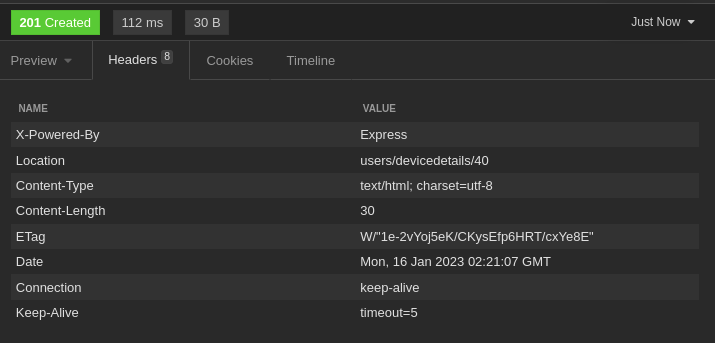 201 Created 112 ms 30 B Just Now
Preview Headers 8 Cookies Timeline
NAME VALUE
X-Powered-By Express
Location users/devicedetails/40
Content-Type text/html; charset=utf-8
Content-Length 30
ETag W/"1e-2vYoj5eK/CKysEfp6HRT/cxYe8E"
Date Mon, 16 Jan 2023 02:21:07 GMT
Connection keep-alive
Keep-Alive timeout=5